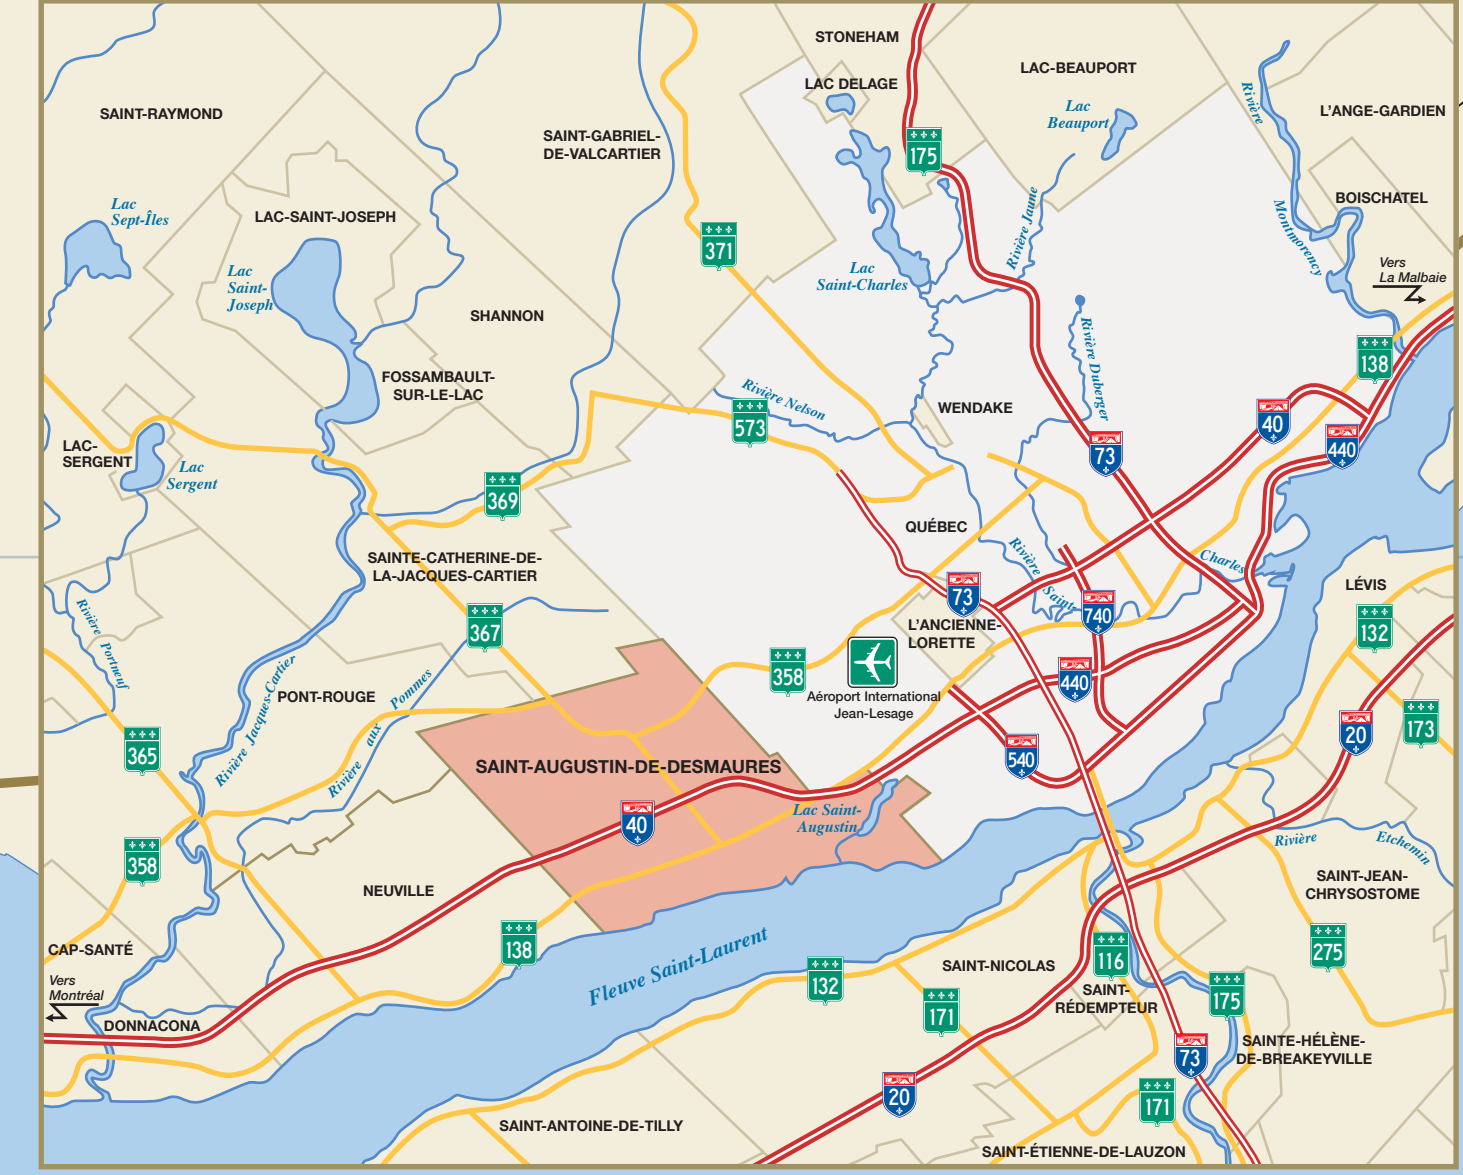 STONEHAM
LAC-BEAUPORT
LAC DELAGE
Lac
Beauport
Rivière
L'ANGE-GARDIEN
SAINT-RAYMOND
SAINT-GABRIEL-
DE-VALCARTIER
175
Lac
Sept-Îles
LAC-SAINT-JOSEPH
371
Rivière Jaune
BOISCHATEL
Montmorency
Vers
La Malbaie
Lac
Saint-
Joseph
Lac
Saint-Charles
SHANNON
Rivière Duberger
138
FOSSAMBAULT-
SUR-LE-LAC
Rivière Nelson
573
WENDAKE
40
440
73
LAC-
SERGENT
Lac
Sergent
369
QUÉBEC
SAINTE-CATHERINE-DE-
LA-JACQUES-CARTIER
Rivière
Saint-
Charles
LÉVIS
73
740
132
Rivière Portneuf
367
L'ANCIENNE-
LORETTE
358
Aéroport International
Jean-Lesage
440
PONT-ROUGE
Rivière Jacques-Cartier
Rivière
aux
Pommes
365
540
20
173
SAINT-AUGUSTIN-DE-DESMAURES
40
Lac Saint-
Augustin
358
Rivière
Etchemin
NEUVILLE
SAINT-JEAN-
CHRYSOSTOME
138
CAP-SANTÉ
Fleuve Saint-Laurent
132
SAINT-NICOLAS
116
275
Vers
Montréal
171
SAINT-
RÉDEMPTEUR
175
DONNACONA
SAINTE-HÉLÈNE-
DE-BREAKEYVILLE
73
20
171
SAINT-ANTOINE-DE-TILLY
SAINT-ÉTIENNE-DE-LAUZON